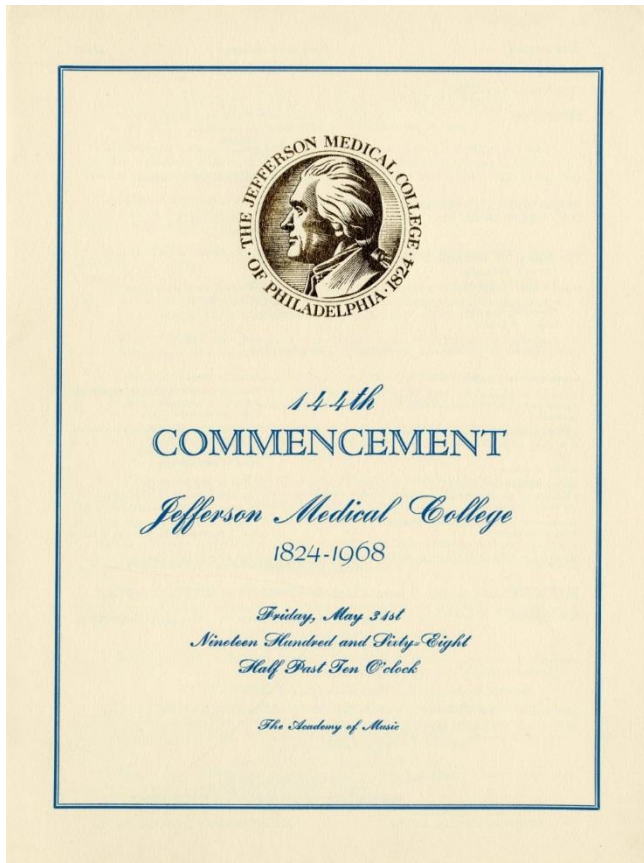 THE JEFFERSON MEDICAL COLLEGE · OF PHILADELPHIA · 1824 ·
144th
COMMENCEMENT
Jefferson Medical College
1824-1968
Friday, May 31st
Nineteen Hundred and Sixty-Eight
Half Past Ten O'clock
The Academy of Music